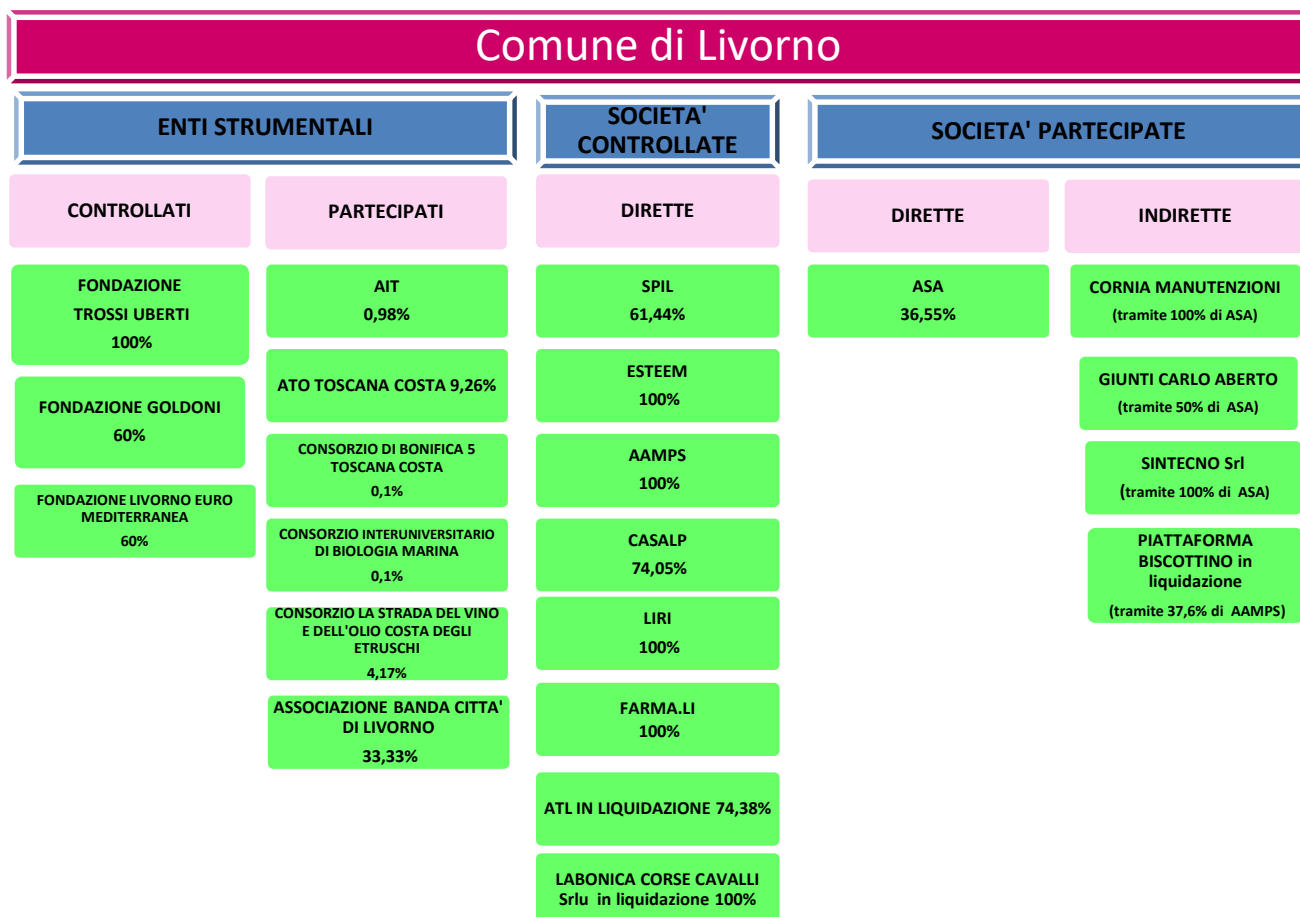 Comune di Livorno
ENTI STRUMENTALI
SOCIETA'
CONTROLLATE
SOCIETA' PARTECIPATE
CONTROLLATI
PARTECIPATI
DIRETTE
DIRETTE
INDIRETTE
FONDAZIONE
TROSSI UBERTI
100%
FONDAZIONE GOLDONI
60%
FONDAZIONE LIVORNO EURO
MEDITERRANEA
60%
AIT
0,98%
ATO TOSCANA COSTA 9,26%
CONSORZIO DI BONIFICA 5
TOSCANA COSTA
0,1%
CONSORZIO INTERUNIVERSITARIO
DI BIOLOGIA MARINA
0,1%
CONSORZIO LA STRADA DEL VINO
E DELL'OLIO COSTA DEGLI
ETRUSCHI
4,17%
ASSOCIAZIONE BANDA CITTA'
DI LIVORNO
33,33%
SPIL
61,44%
ESTEEM
100%
AAMPS
100%
CASALP
74,05%
LIRI
100%
FARMA.LI
100%
ATL IN LIQUIDAZIONE 74,38%
LABONICA CORSE CAVALLI
Srlu in liquidazione 100%
ASA
36,55%
CORNIA MANUTENZIONI
(tramite 100% di ASA)
GIUNTI CARLO ABERTO
(tramite 50% di ASA)
SINTECNO Srl
(tramite 100% di ASA)
PIATTAFORMA
BISCOTTINO in
liquidazione
(tramite 37,6% di AAMPS)